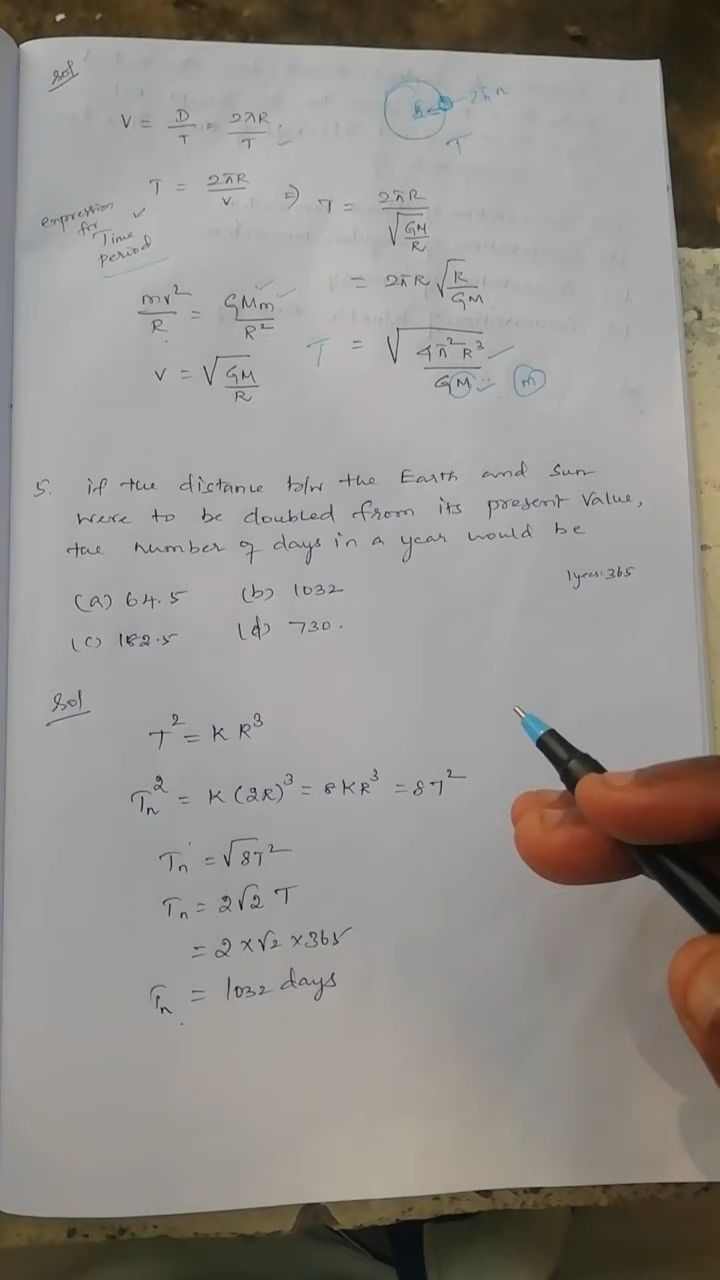 Sol
V = D/T = 2πR/T
2πr
T
T = 2πR/V ⇒ T = 2πR/√(GM/R)
expression
for
Time
period
= 2πR √(R/GM)
mv²/R = GMm/R²
T = √(4π²R³/GM)
m
V = √(GM/R)
5. if the distance b/w the Earth and Sun
were to be doubled from its present value,
the number of days in a year would be
(a) 64.5 (b) 1032
1 year=365
(c) 182.5 (d) 730.
Sol
T² = K R³
Tn² = K (2R)³ = 8KR³ = 8T²
Tn = √8T²
Tn = 2√2 T
= 2 × √2 × 365
Tn = 1032 days